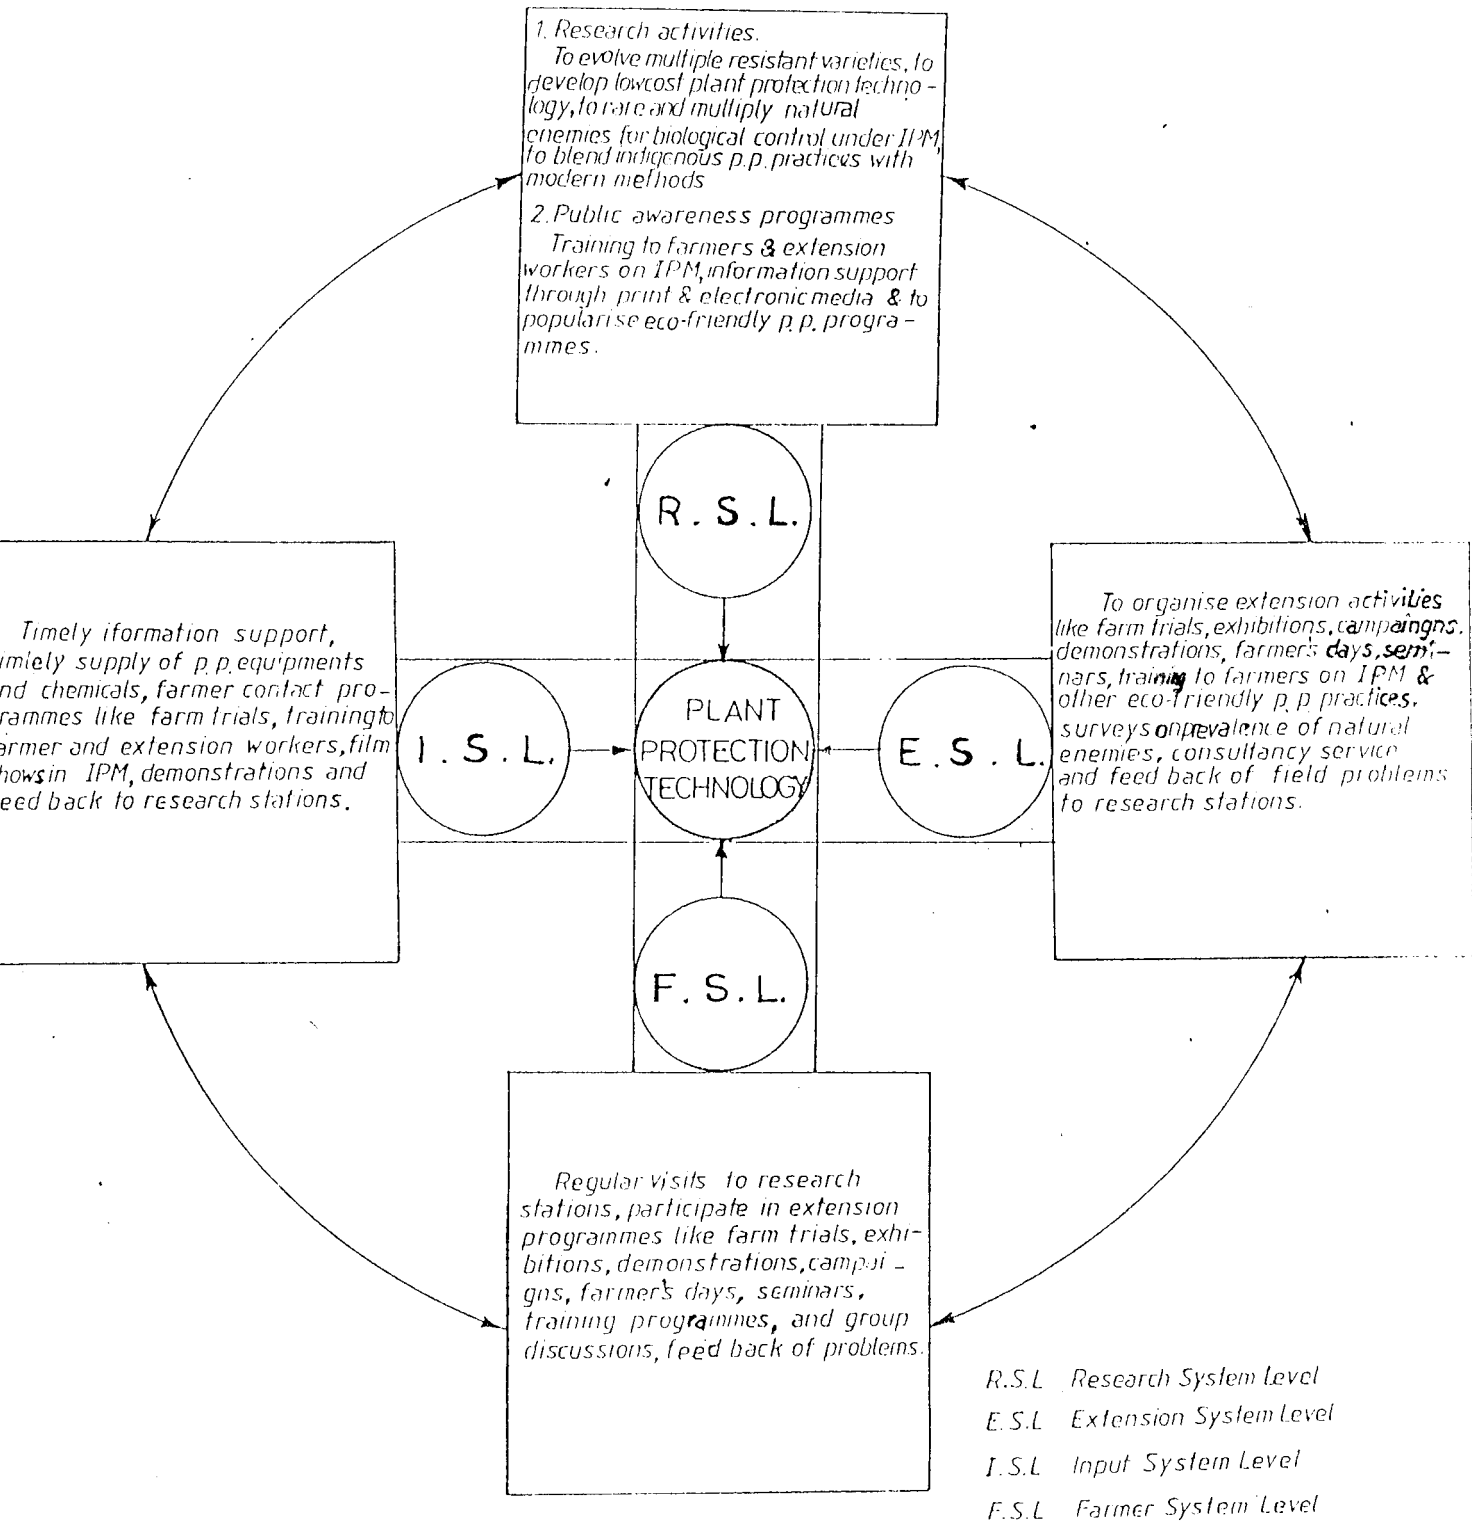 1. Research activities.
To evolve multiple resistant varieties, to
develop lowcost plant protection techno-
logy, to rare and multiply natural
enemies for biological control under IPM,
to blend indigenous p.p. practices with
modern methods
2. Public awareness programmes
Training to farmers & extension
workers on IPM, information support
through print & electronic media & to
popularise eco-friendly p.p. progra-
mmes.
R. S. L.
Timely iformation support,
imlely supply of p.p. equipments
nd chemicals, farmer contact pro-
rammes like farm trials, training to
armer and extension workers, film
hows in IPM, demonstrations and
eed back to research stations.
I. S. L.
PLANT
PROTECTION
TECHNOLOGY
E. S. L.
To organise extension activities
like farm trials, exhibitions, campaingns.
demonstrations, farmer's days, semi-
nars, training to farmers on IPM &
other eco-friendly p.p practices.
surveys on prevalence of natural
enemies, consultancy service
and feed back of field problems
to research stations.
F. S. L.
Regular visits to research
stations, participate in extension
programmes like farm trials, exhi-
bitions, demonstrations, campai-
gns, farmer's days, seminars,
training programmes, and group
discussions, feed back of problems.
R.S.L Research System Level
E.S.L Extension System Level
I.S.L Input System Level
F.S.L Farmer System Level